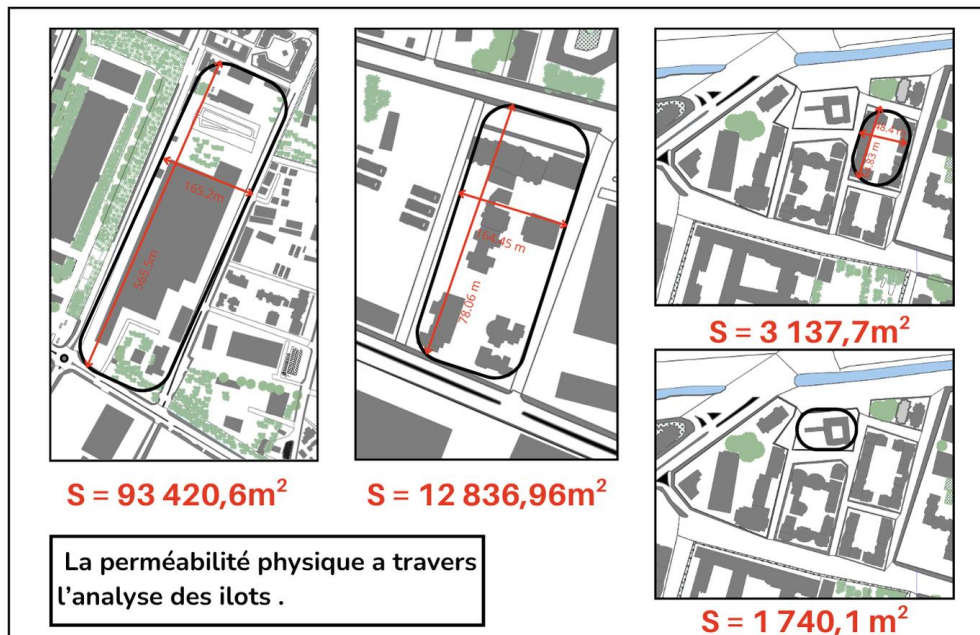 565.5m
165.2m
S = 93 420,6m²
78.06 m
164.45 m
S = 12 836,96m²
S = 3 137,7m²
S = 1 740,1 m²
La perméabilité physique a travers
l’analyse des ilots .